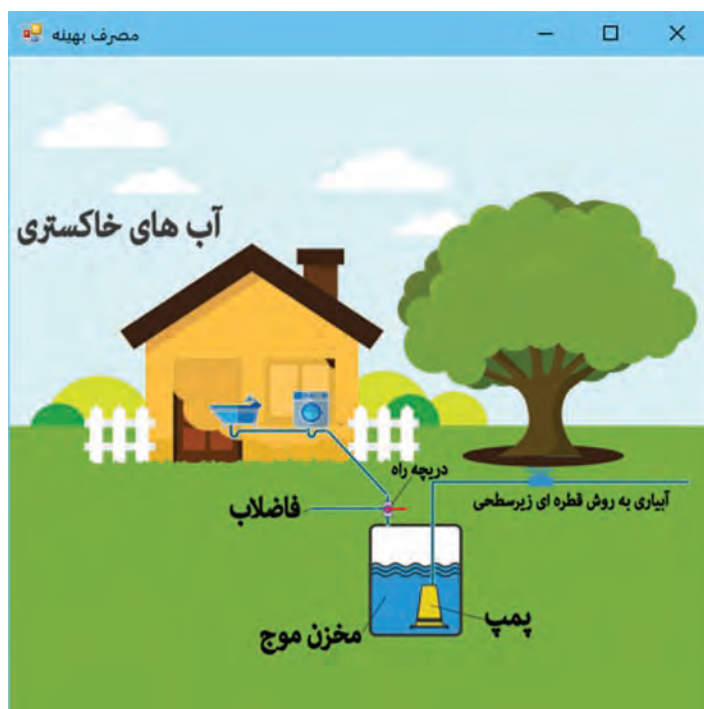 مصرف بهینه
آب های خاکستری
دریچه راه
آبیاری به روش قطره ای زیرسطحی
فاضلاب
پمپ
مخزن موج